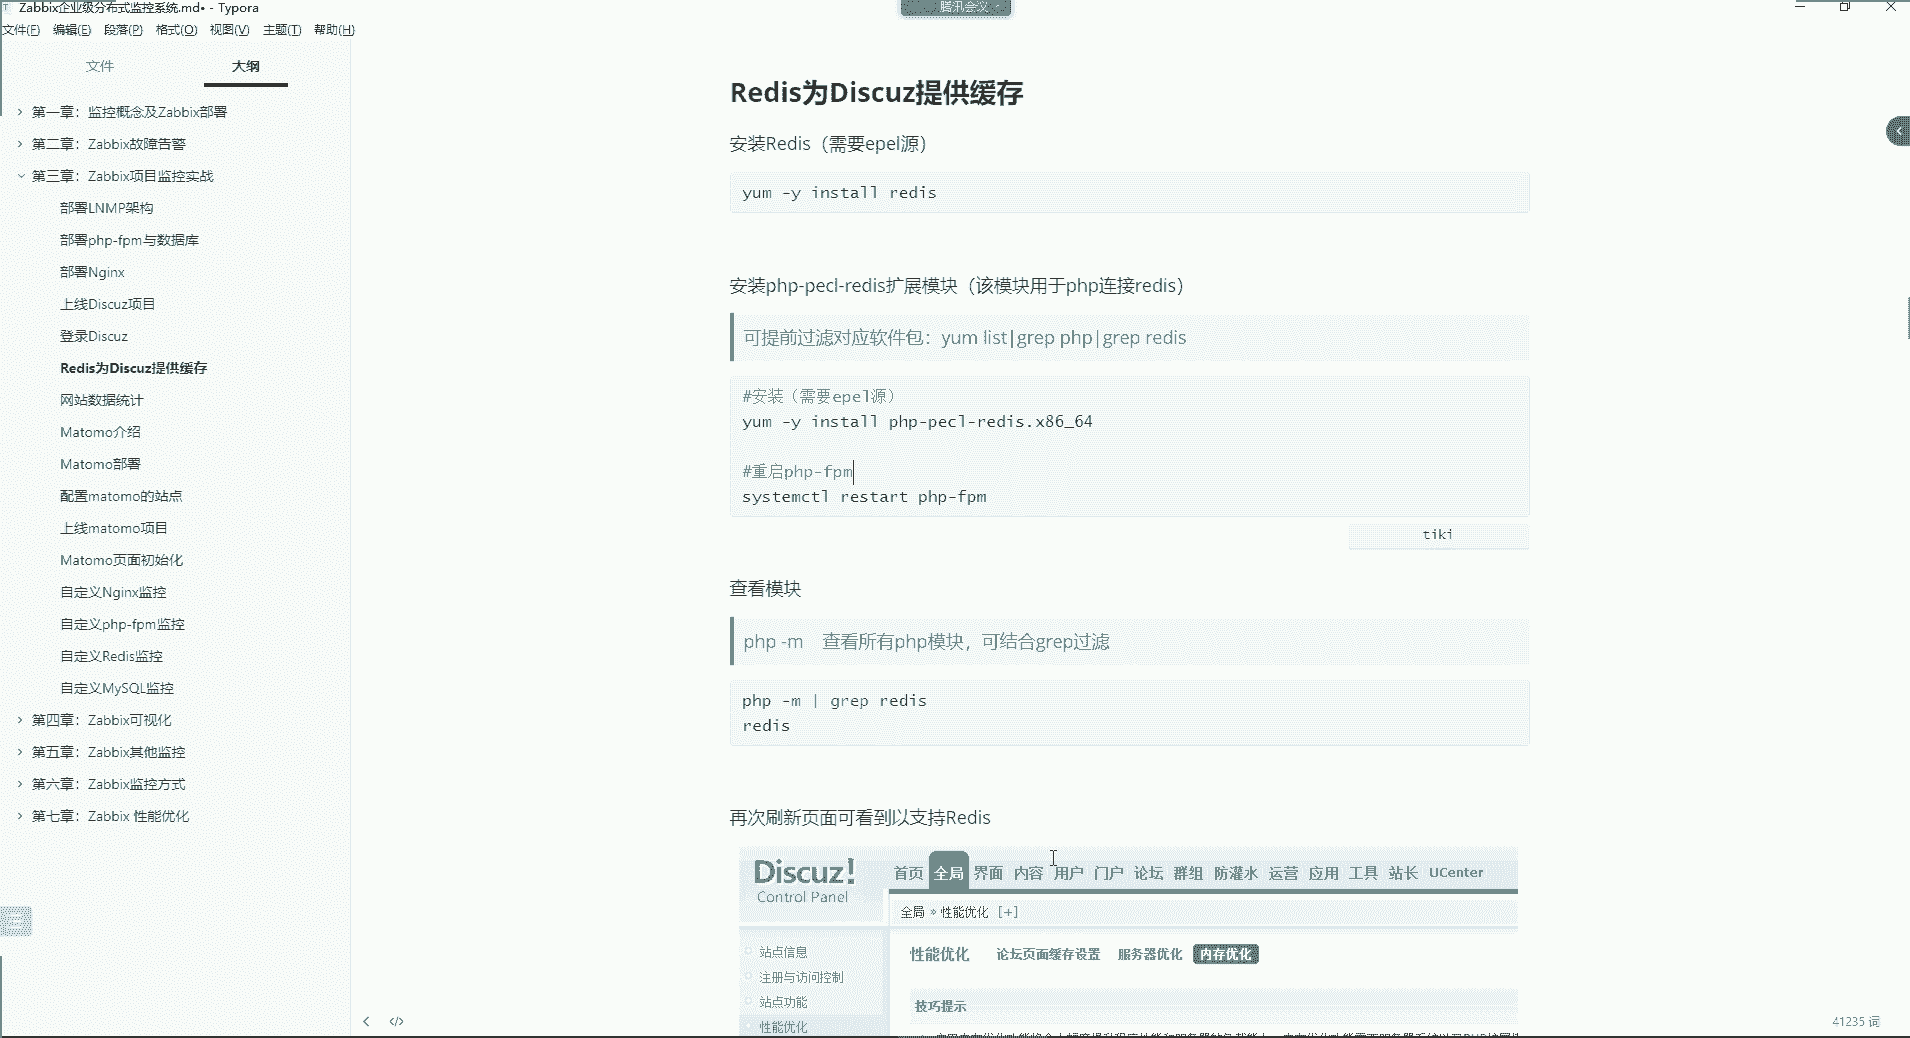 Zabbix企业级分布式监控系统.md• - Typora
腾讯会议
文件(F) 编辑(E) 段落(P) 格式(O) 视图(V) 主题(T) 帮助(H)
文件 大纲
第一章：监控概念及Zabbix部署
第二章：Zabbix故障告警
第三章：Zabbix项目监控实战
部署LNMP架构
部署php-fpm与数据库
部署Nginx
上线Discuz项目
登录Discuz
Redis为Discuz提供缓存
网站数据统计
Matomo介绍
Matomo部署
配置matomo的站点
上线matomo项目
Matomo页面初始化
自定义Nginx监控
自定义php-fpm监控
自定义Redis监控
自定义MySQL监控
第四章：Zabbix可视化
第五章：Zabbix其他监控
第六章：Zabbix监控方式
第七章：Zabbix 性能优化
Redis为Discuz提供缓存
安装Redis（需要epel源）
yum -y install redis
安装php-pecl-redis扩展模块（该模块用于php连接redis）
可提前过滤对应软件包：yum list|grep php|grep redis
#安装（需要epel源）
yum -y install php-pecl-redis.x86_64
#重启php-fpm
systemctl restart php-fpm
tiki
查看模块
php -m 查看所有php模块，可结合grep过滤
php -m | grep redis
redis
再次刷新页面可看到以支持Redis
Discuz!
Control Panel
首页 全局 界面 内容 用户 门户 论坛 群组 防灌水 运营 应用 工具 站长 UCenter
全局 » 性能优化 [+]
站点信息
注册与访问控制
站点功能
性能优化
性能优化 论坛页面缓存设置 服务器优化 内存优化
技巧提示
41235 词